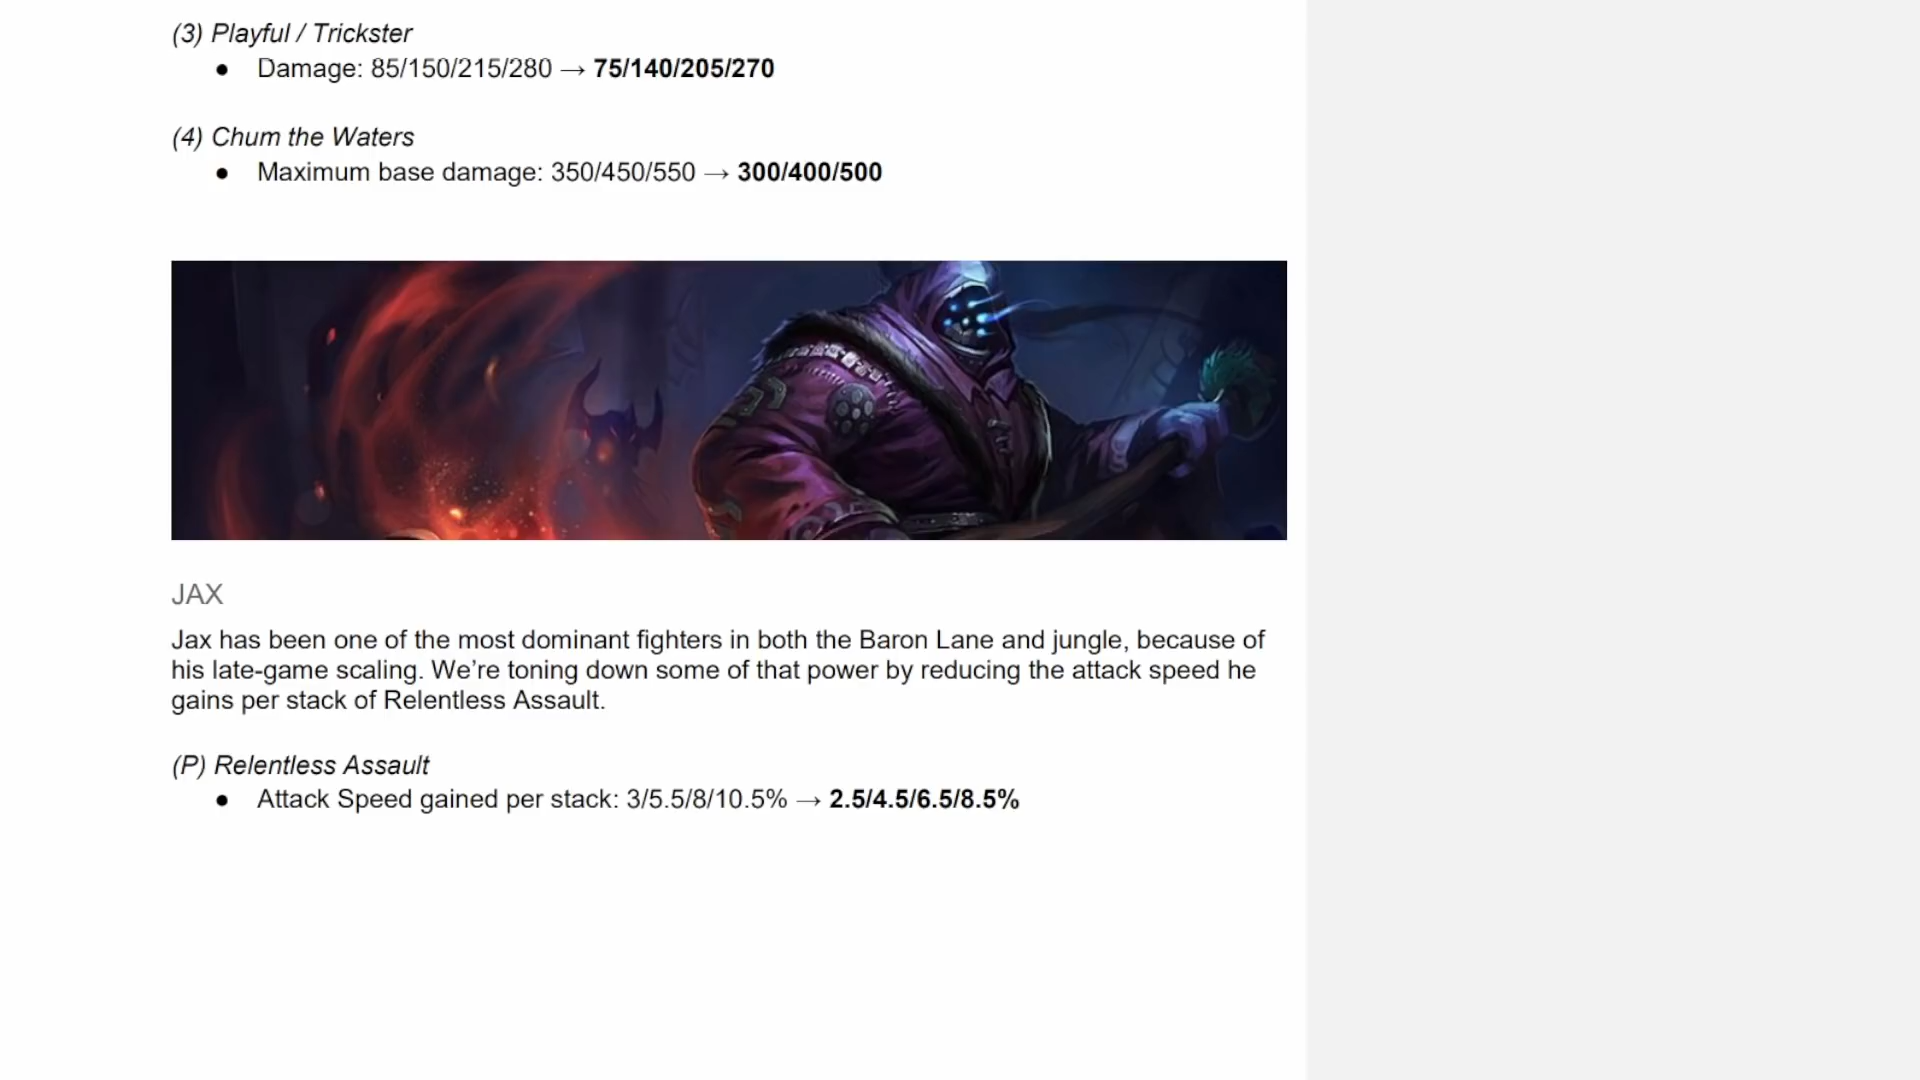 (3) Playful / Trickster
● Damage: 85/150/215/280 → 75/140/205/270
(4) Chum the Waters
● Maximum base damage: 350/450/550 → 300/400/500
JAX
Jax has been one of the most dominant fighters in both the Baron Lane and jungle, because of
his late-game scaling. We’re toning down some of that power by reducing the attack speed he
gains per stack of Relentless Assault.
(P) Relentless Assault
● Attack Speed gained per stack: 3/5.5/8/10.5% → 2.5/4.5/6.5/8.5%